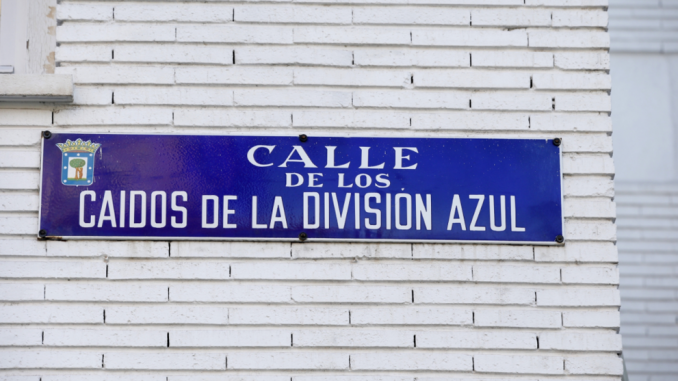 CALLE
DE LOS
CAIDOS DE LA DIVISIÓN AZUL